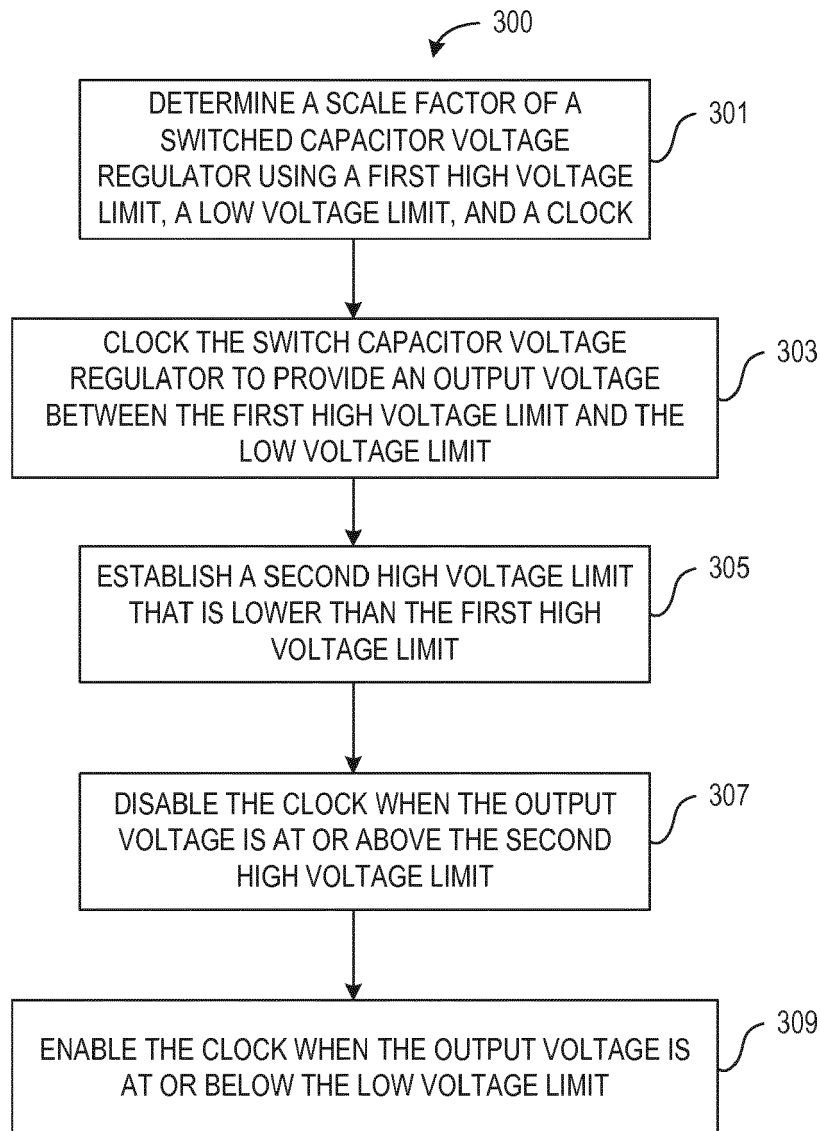 300
DETERMINE A SCALE FACTOR OF A
SWITCHED CAPACITOR VOLTAGE
REGULATOR USING A FIRST HIGH VOLTAGE
LIMIT, A LOW VOLTAGE LIMIT, AND A CLOCK
301
CLOCK THE SWITCH CAPACITOR VOLTAGE
REGULATOR TO PROVIDE AN OUTPUT VOLTAGE
BETWEEN THE FIRST HIGH VOLTAGE LIMIT AND THE
LOW VOLTAGE LIMIT
303
ESTABLISH A SECOND HIGH VOLTAGE LIMIT
THAT IS LOWER THAN THE FIRST HIGH
VOLTAGE LIMIT
305
DISABLE THE CLOCK WHEN THE OUTPUT
VOLTAGE IS AT OR ABOVE THE SECOND
HIGH VOLTAGE LIMIT
307
ENABLE THE CLOCK WHEN THE OUTPUT VOLTAGE IS
AT OR BELOW THE LOW VOLTAGE LIMIT
309